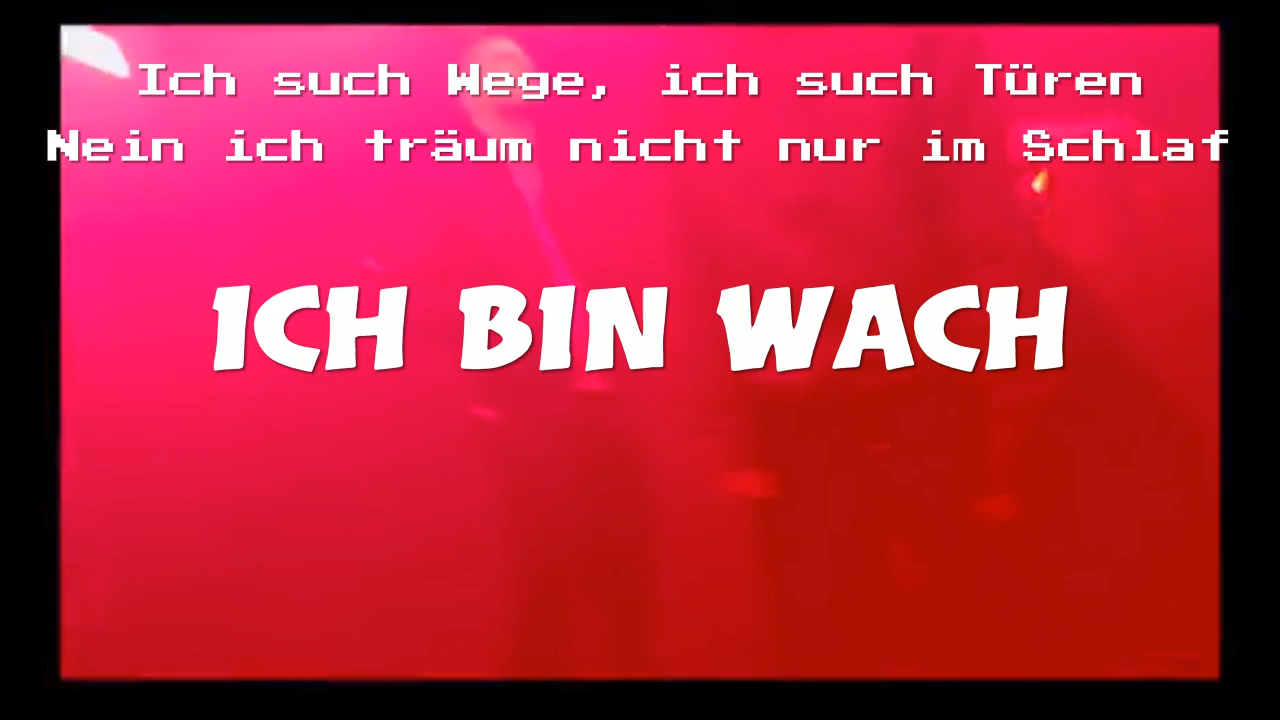 Ich such Wege, ich such Türen
Nein ich träum nicht nur im Schlaf
ICH BIN WACH